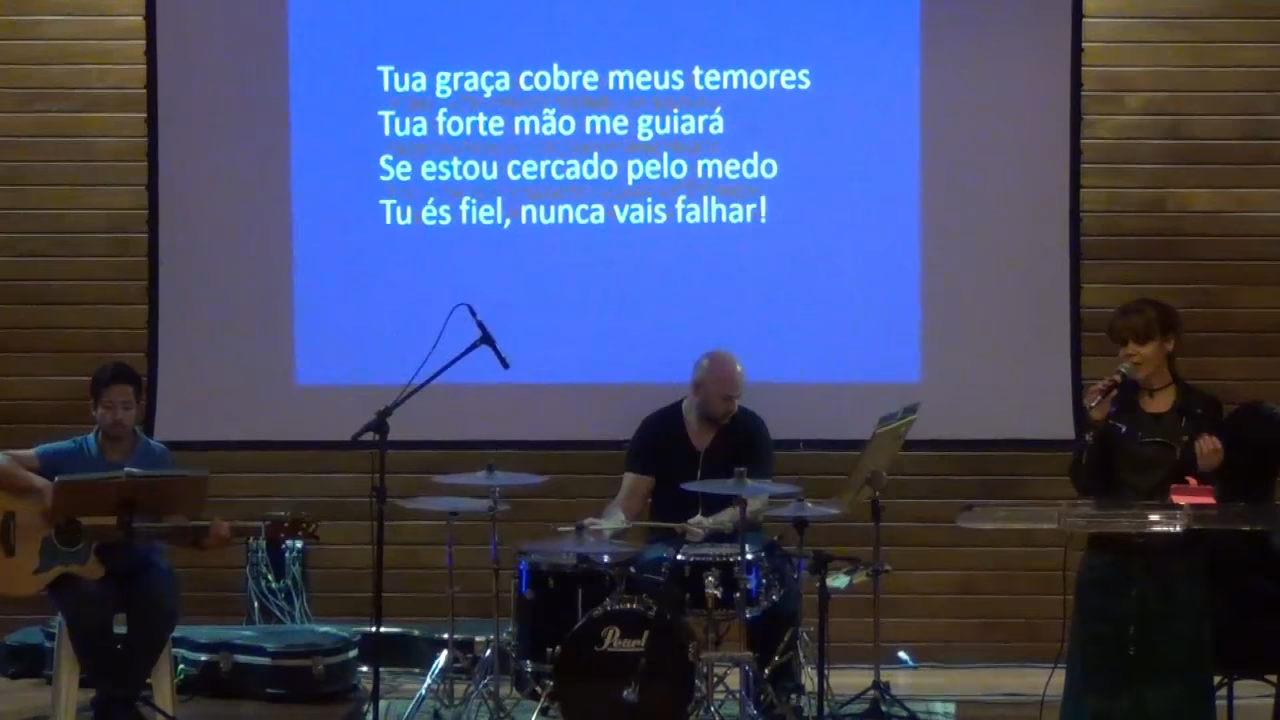 Tua graça cobre meus temores
Tua forte mão me guiará
Se estou cercado pelo medo
Tu és fiel, nunca vais falhar!
Pearl